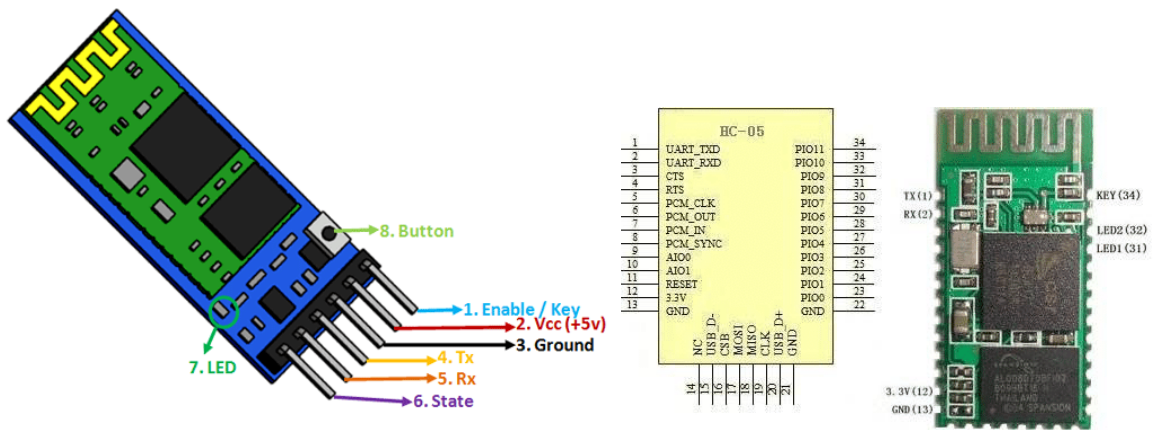 8. Button
1. Enable / Key
2. Vcc (+5v)
3. Ground
4. Tx
5. Rx
6. State
7. LED
HC-05
1 UART_TXD PIO11 34
2 UART_RXD PIO10 33
3 CTS PIO9 32
4 RTS PIO8 31
5 PCM_CLK PIO7 30
6 PCM_OUT PIO6 29
7 PCM_IN PIO5 28
8 PCM_SYNC PIO4 27
9 AIO0 PIO3 26
10 AIO1 PIO2 25
11 RESET PIO1 24
12 3.3V PIO0 23
13 GND GND 22
NC
USB_D-
CSB
MOSI
MISO
CLK
USB_D+
GND
14 15 16 17 18 19 20 21
TX(1)
RX(2)
KEY(34)
LED2(32)
LED1(31)
3.3V(12)
GND(13)
THAILAND
04 SPANSION